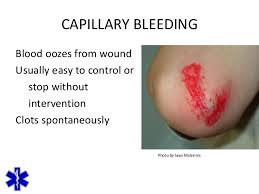 CAPILLARY BLEEDING
Blood oozes from wound
Usually easy to control or
stop without
intervention
Clots spontaneously